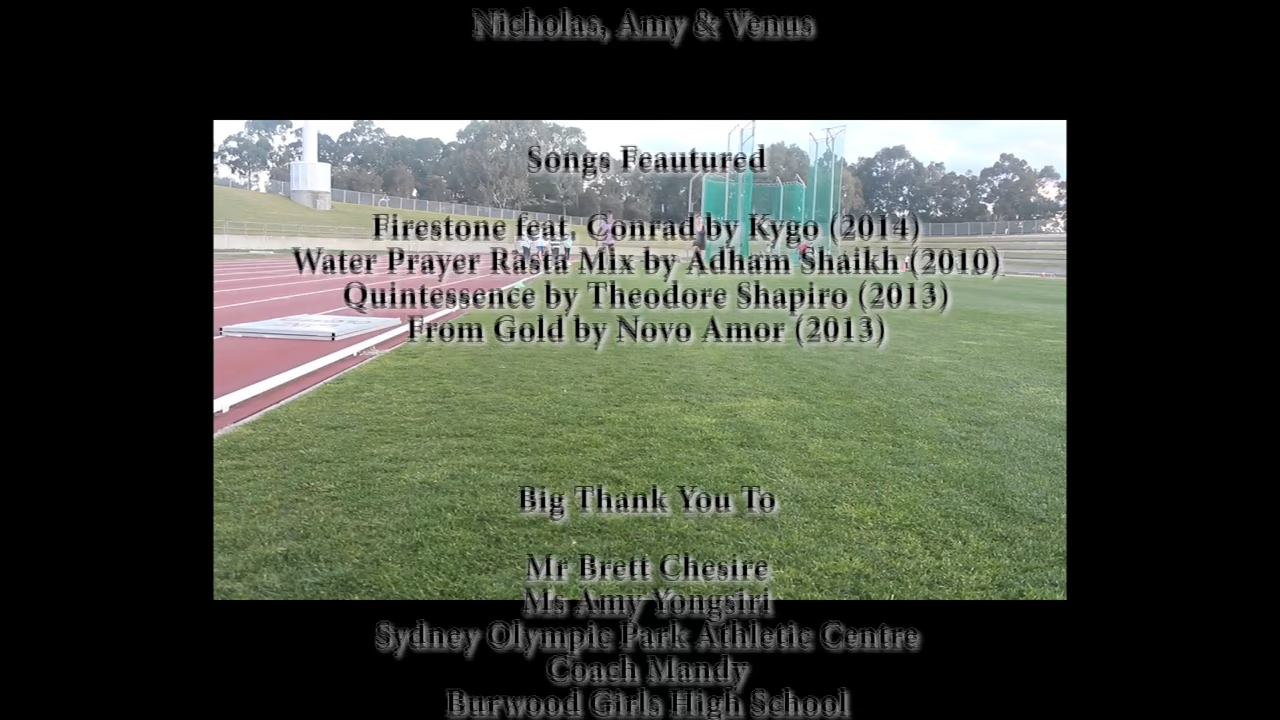 Nicholas, Amy & Venus
Songs Feautured
Firestone feat. Conrad by Kygo (2014)
Water Prayer Rasta Mix by Adham Shaikh (2010)
Quintessence by Theodore Shapiro (2013)
From Gold by Novo Amor (2013)
Big Thank You To
Mr Brett Chesire
Ms Amy Yongsiri
Sydney Olympic Park Athletic Centre
Coach Mandy
Burwood Girls High School